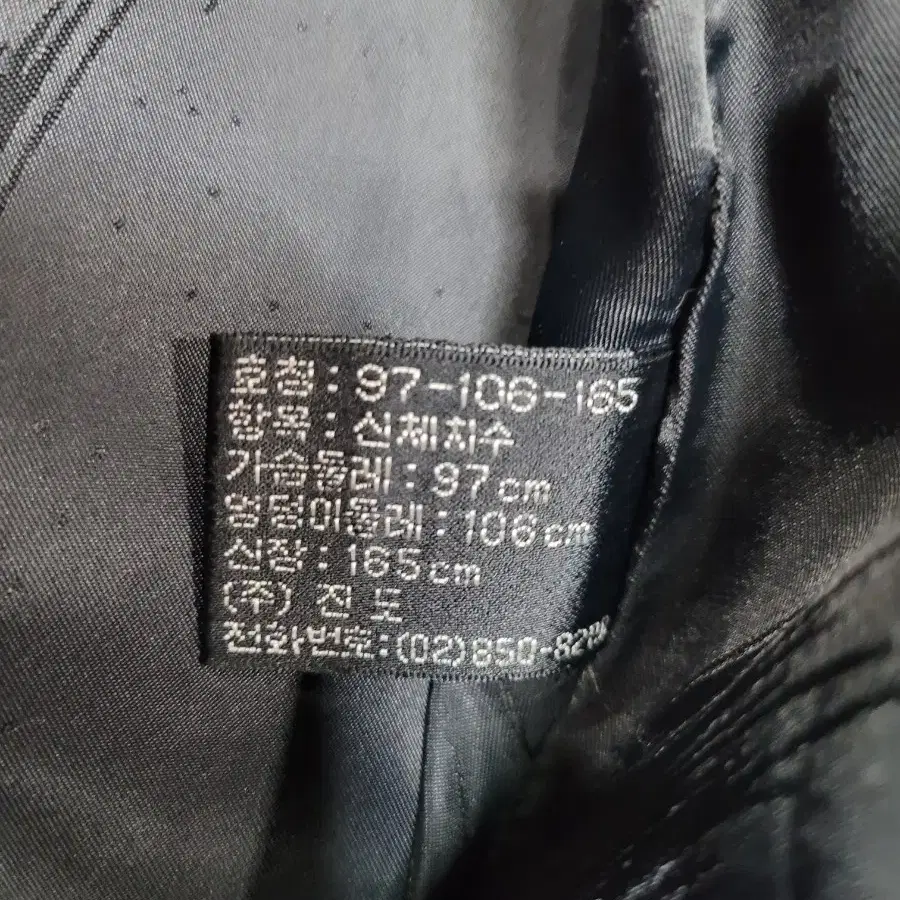 호칭 : 97-106-165
항목 : 신체치수
가슴둘레 : 97cm
엉덩이둘레 : 106cm
신장 : 165cm
(주) 진도
전화번호 : (02)850-82